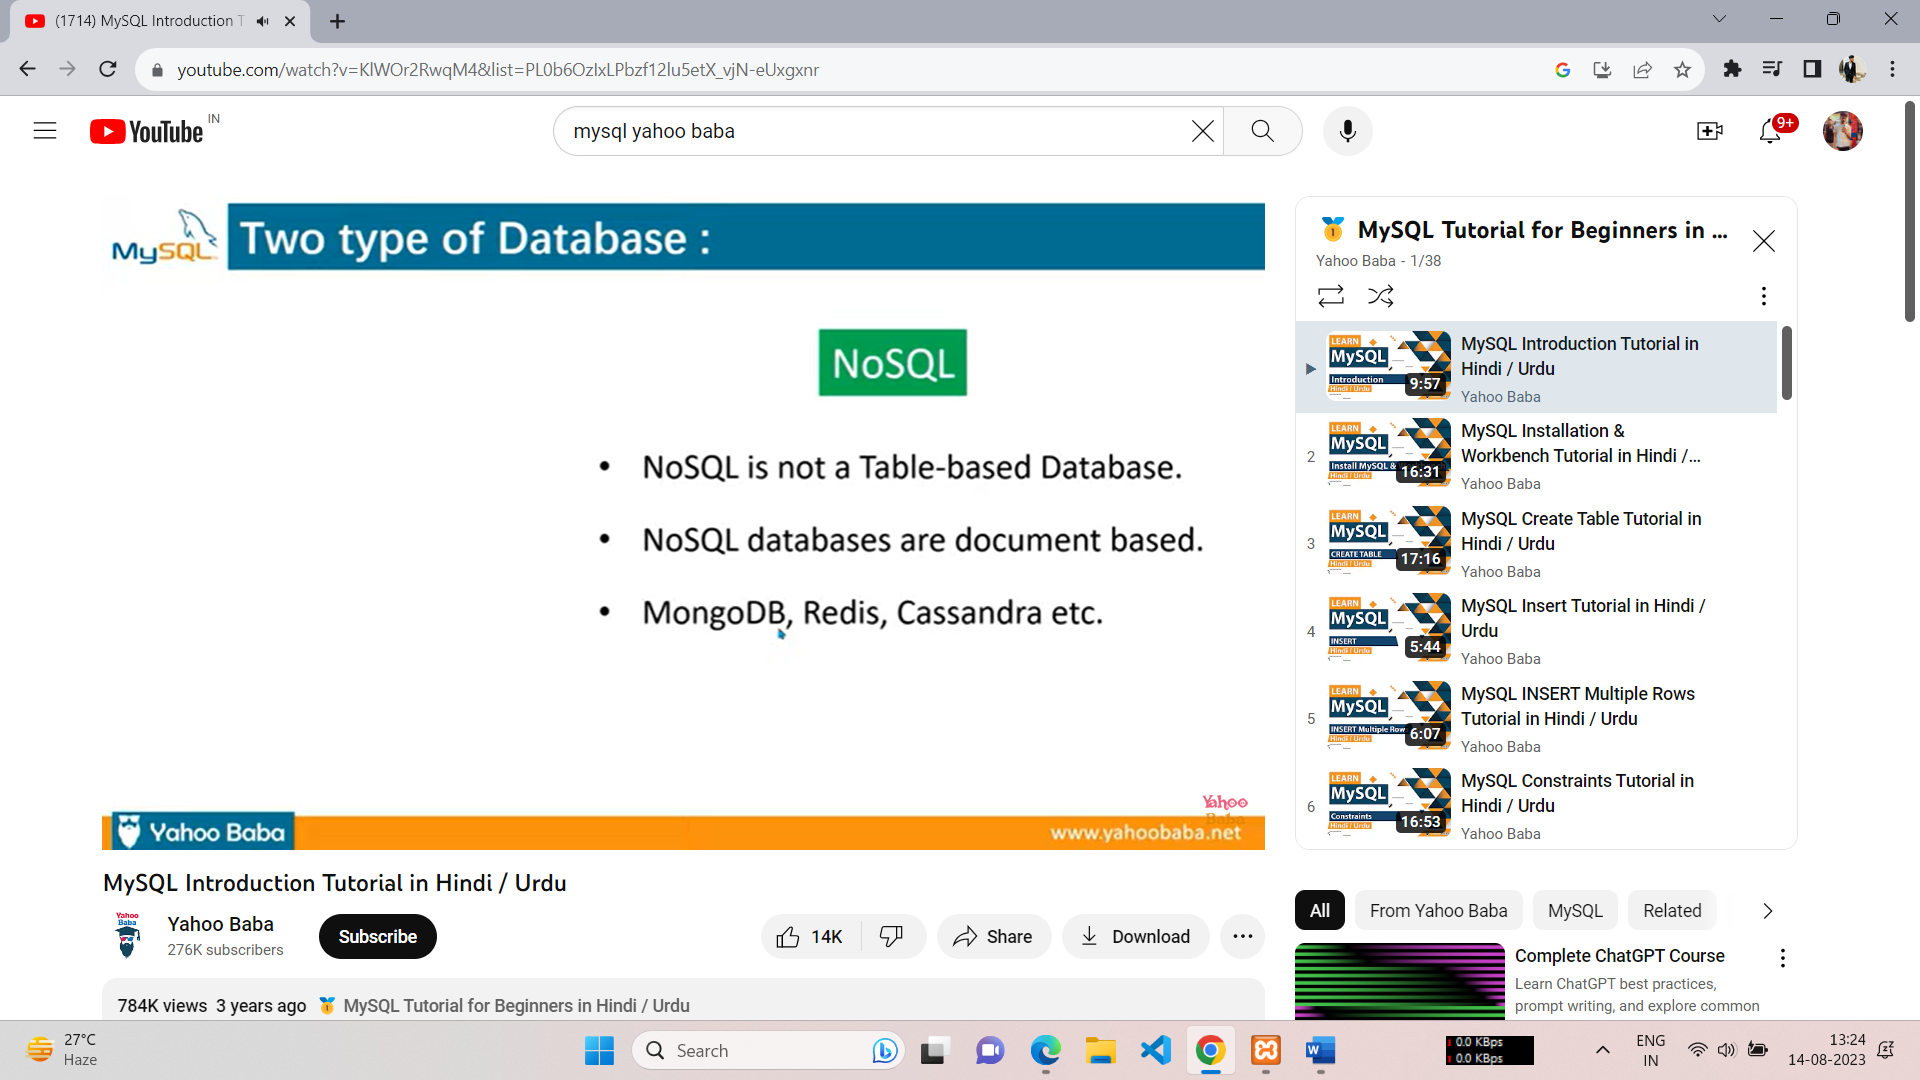 (1714) MySQL Introduction T
youtube.com/watch?v=KlWOr2RwqM4&list=PL0b6OzIxLPbzf12lu5etX_vjN-eUxgxnr
YouTube IN
mysql yahoo baba
9+
MySQL
Two type of Database :
NoSQL
• NoSQL is not a Table-based Database.
• NoSQL databases are document based.
• MongoDB, Redis, Cassandra etc.
Yahoo
Baba
Yahoo Baba
www.yahoobaba.net
MySQL Introduction Tutorial in Hindi / Urdu
Yahoo
Baba
Yahoo Baba
276K subscribers
Subscribe
14K
Share
Download
784K views 3 years ago 🥇 MySQL Tutorial for Beginners in Hindi / Urdu
🥇 MySQL Tutorial for Beginners in ...
Yahoo Baba - 1/38
LEARN
MySQL
Introduction
Hindi / Urdu
9:57
MySQL Introduction Tutorial in
Hindi / Urdu
Yahoo Baba
2
LEARN
MySQL
Install MySQL &
Hindi / Urdu
16:31
MySQL Installation &
Workbench Tutorial in Hindi /...
Yahoo Baba
3
LEARN
MySQL
CREATE TABLE
Hindi / Urdu
17:16
MySQL Create Table Tutorial in
Hindi / Urdu
Yahoo Baba
4
LEARN
MySQL
INSERT
Hindi / Urdu
5:44
MySQL Insert Tutorial in Hindi /
Urdu
Yahoo Baba
5
LEARN
MySQL
INSERT Multiple Row
Hindi / Urdu
6:07
MySQL INSERT Multiple Rows
Tutorial in Hindi / Urdu
Yahoo Baba
6
LEARN
MySQL
Constraints
Hindi / Urdu
16:53
MySQL Constraints Tutorial in
Hindi / Urdu
Yahoo Baba
All
From Yahoo Baba
MySQL
Related
Complete ChatGPT Course
Learn ChatGPT best practices,
prompt writing, and explore common
27°C
Haze
Search
W
0.0 KBps
0.0 KBps
ENG
IN
13:24
14-08-2023